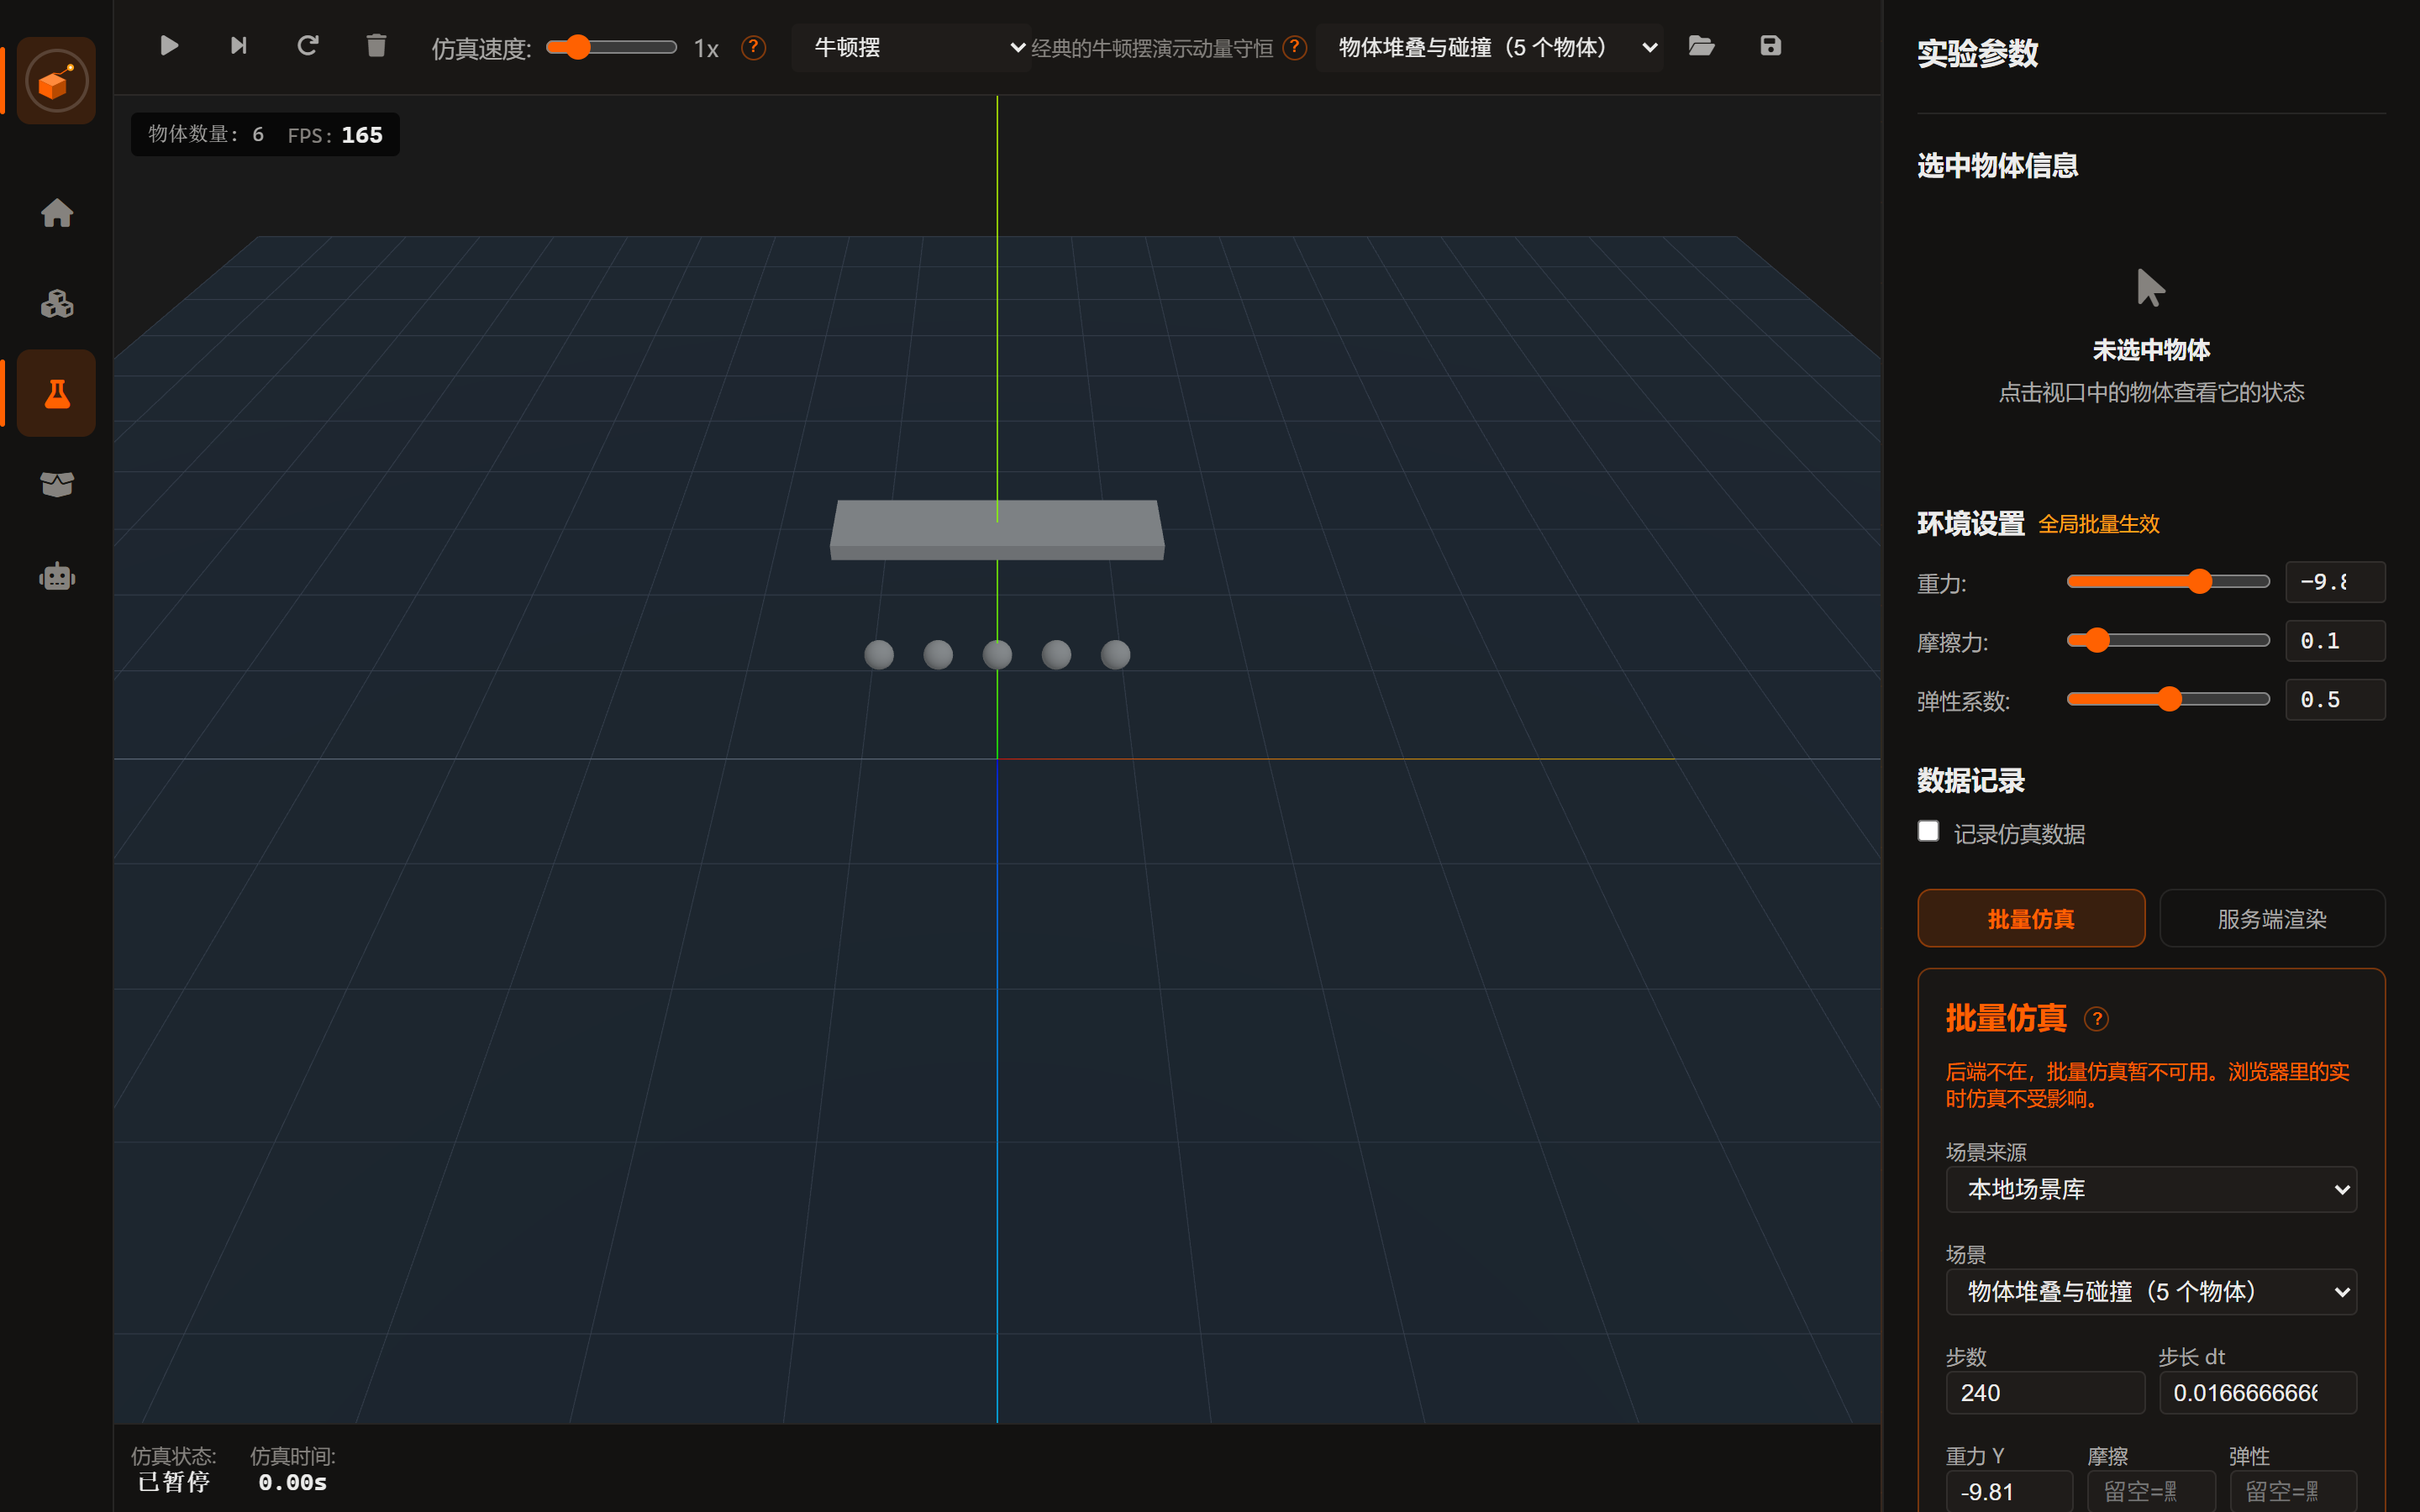 仿真速度: 1x ? 牛顿摆 经典的牛顿摆演示动量守恒 ? 物体堆叠与碰撞（5 个物体）
物体数量: 6 FPS: 165
仿真状态: 仿真时间:
已暂停 0.00s
实验参数
选中物体信息
未选中物体
点击视口中的物体查看它的状态
环境设置 全局批量生效
重力: -9.8
摩擦力: 0.1
弹性系数: 0.5
数据记录
记录仿真数据
批量仿真 服务端渲染
批量仿真 ?
后端不在，批量仿真暂不可用。浏览器里的实
时仿真不受影响。
场景来源
本地场景库
场景
物体堆叠与碰撞（5 个物体）
步数 步长 dt
240 0.0166666666
重力 Y 摩擦 弹性
-9.81 留空= 留空=